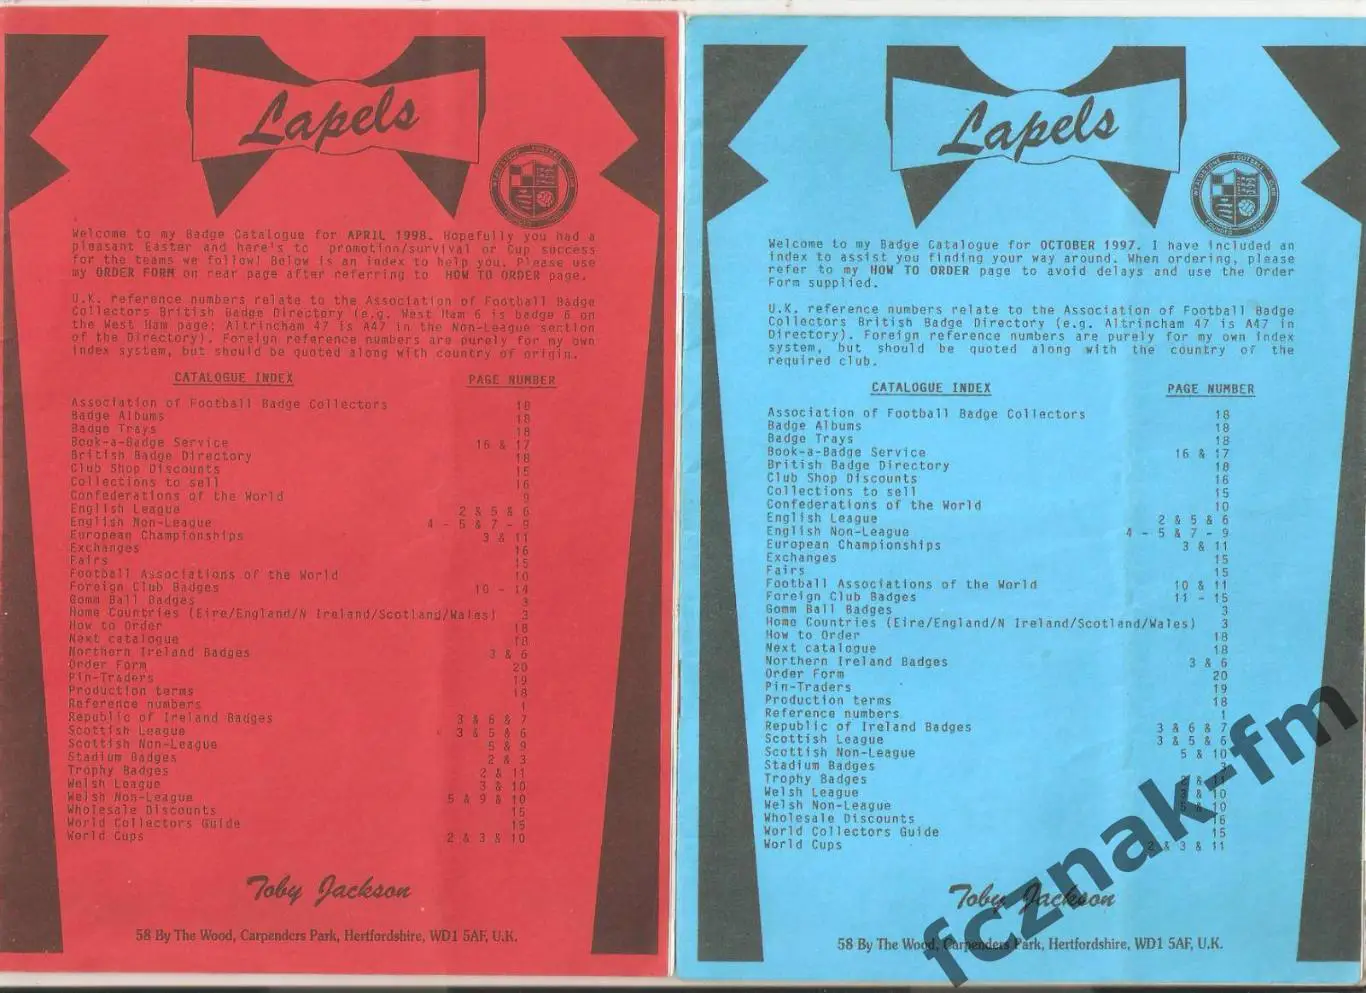 Lapels
WEALDSTONE FOOTBALL CLUB
Welcome to my Badge Catalogue for APRIL 1998. Hopefully you had a
pleasant Easter and here's to promotion/survival or Cup success
for the teams we follow! Below is an index to help you. Please use
my ORDER FORM on rear page after referring to HOW TO ORDER page.
U.K. reference numbers relate to the Association of Football Badge
Collectors British Badge Directory (e.g. West Ham 6 is badge 6 on
the West Ham page; Altrincham 47 is A47 in the Non-League section
of the Directory). Foreign reference numbers are purely for my own
index system, but should be quoted along with country of origin.
CATALOGUE INDEX PAGE NUMBER
Association of Football Badge Collectors 18
Badge Albums 18
Badge Trays 18
Book-a-Badge Service 16 & 17
British Badge Directory 18
Club Shop Discounts 15
Collections to sell 16
Confederations of the World 9
English League 2 & 5 & 6
English Non-League 4 - 5 & 7 - 9
European Championships 3 & 11
Exchanges 16
Fairs 15
Football Associations of the World 10
Foreign Club Badges 10 - 14
Gomm Ball Badges 3
Home Countries (Eire/England/N Ireland/Scotland/Wales) 3
How to Order 18
Next catalogue 18
Northern Ireland Badges 3 & 6
Order Form 20
Pin-Traders 19
Production terms 18
Reference numbers 1
Republic of Ireland Badges 3 & 6 & 7
Scottish League 3 & 5 & 6
Scottish Non-League 5 & 9
Stadium Badges 2 & 3
Trophy Badges 2 & 11
Welsh League 3 & 10
Welsh Non-League 5 & 9 & 10
Wholesale Discounts 15
World Collectors Guide 15
World Cups 2 & 3 & 10
Toby Jackson
58 By The Wood, Carpenders Park, Hertfordshire, WD1 5AF, U.K.
Lapels
WEALDSTONE FOOTBALL CLUB
Welcome to my Badge Catalogue for OCTOBER 1997. I have included an
index to assist you finding your way around. When ordering, please
refer to my HOW TO ORDER page to avoid delays and use the Order
Form supplied.
U.K. reference numbers relate to the Association of Football Badge
Collectors British Badge Directory (e.g. Altrincham 47 is A47 in
Directory). Foreign reference numbers are purely for my own index
system, but should be quoted along with the country of the
required club.
CATALOGUE INDEX PAGE NUMBER
Association of Football Badge Collectors 18
Badge Albums 18
Badge Trays 18
Book-a-Badge Service 16 & 17
British Badge Directory 18
Club Shop Discounts 16
Collections to sell 15
Confederations of the World 10
English League 2 & 5 & 6
English Non-League 4 - 5 & 7 - 9
European Championships 3 & 11
Exchanges 15
Fairs 15
Football Associations of the World 10 & 11
Foreign Club Badges 11 - 15
Gomm Ball Badges 3
Home Countries (Eire/England/N Ireland/Scotland/Wales) 3
How to Order 18
Next catalogue 18
Northern Ireland Badges 3 & 6
Order Form 20
Pin-Traders 19
Production terms 18
Reference numbers 1
Republic of Ireland Badges 3 & 6 & 7
Scottish League 3 & 5 & 6
Scottish Non-League 5 & 10
Stadium Badges 3
Trophy Badges & 11
Welsh League 3 & 10
Welsh Non-League 5 & 10
Wholesale Discounts 16
World Collectors Guide 15
World Cups 2 & 3 & 11
Toby Jackson
58 By The Wood, Carpenders Park, Hertfordshire, WD1 5AF, U.K.
fcznak-fm